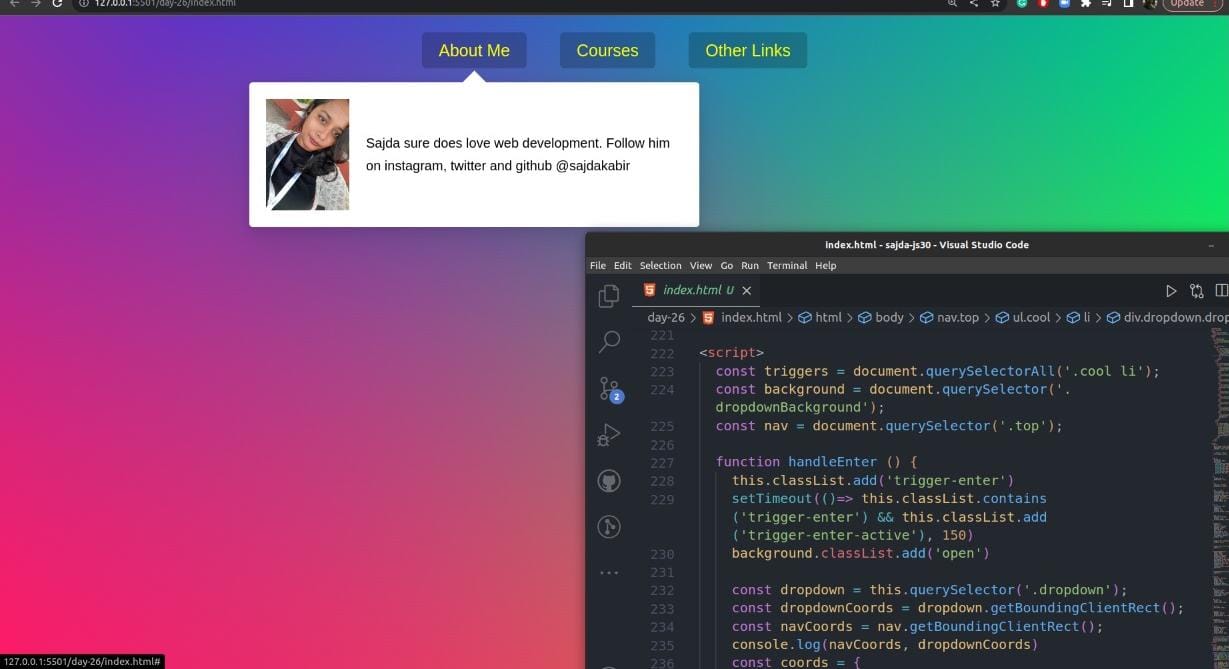 127.0.0.1:5501/day-26/index.html
Update
About Me
Courses
Other Links
Sajda sure does love web development. Follow him
on instagram, twitter and github @sajdakabir
index.html - sajda-js30 - Visual Studio Code
File Edit Selection View Go Run Terminal Help
index.html U
day-26 > index.html > html > body > nav.top > ul.cool > li > div.dropdown.drop
221
222 <script>
223 const triggers = document.querySelectorAll('.cool li');
224 const background = document.querySelector('.
dropdownBackground');
225 const nav = document.querySelector('.top');
226
227 function handleEnter () {
228 this.classList.add('trigger-enter')
229 setTimeout(()=> this.classList.contains
('trigger-enter') && this.classList.add
('trigger-enter-active'), 150)
230 background.classList.add('open')
231
232 const dropdown = this.querySelector('.dropdown');
233 const dropdownCoords = dropdown.getBoundingClientRect();
234 const navCoords = nav.getBoundingClientRect();
235 console.log(navCoords, dropdownCoords)
236 const coords = {
2
127.0.0.1:5501/day-26/index.html#